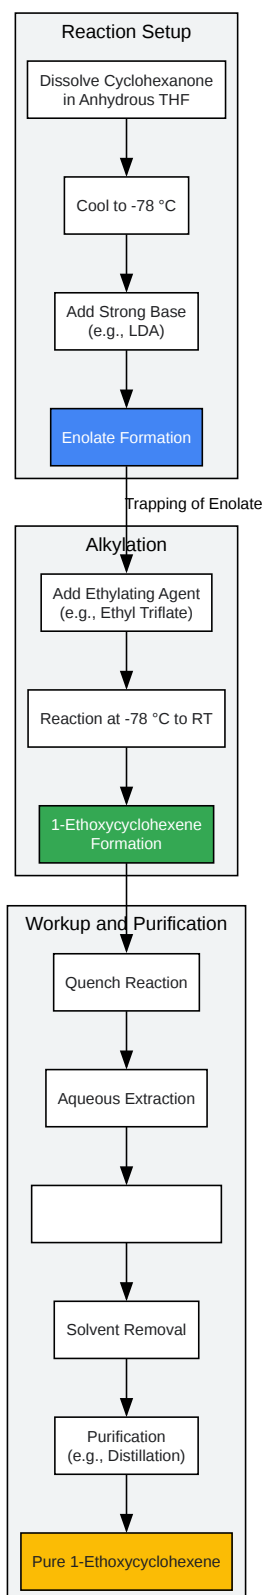 Reaction Setup
Dissolve Cyclohexanone
in Anhydrous THF
Cool to -78 °C
Add Strong Base
(e.g., LDA)
Enolate Formation
Trapping of Enolate
Alkylation
Add Ethylating Agent
(e.g., Ethyl Triflate)
Reaction at -78 °C to RT
1-Ethoxycyclohexene
Formation
Workup and Purification
Quench Reaction
Aqueous Extraction
Solvent Removal
Purification
(e.g., Distillation)
Pure 1-Ethoxycyclohexene